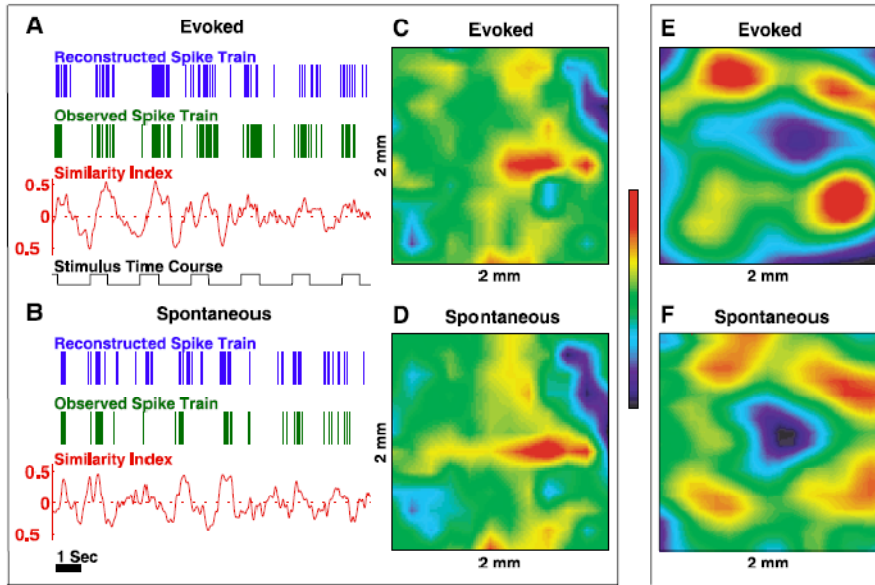 A
Evoked
Reconstructed Spike Train
Observed Spike Train
Similarity Index
0.5
0
0.5
Stimulus Time Course
B
Spontaneous
Reconstructed Spike Train
Observed Spike Train
Similarity Index
0.5
0
0.5
1 Sec
C
Evoked
2 mm
2 mm
D
Spontaneous
2 mm
2 mm
E
Evoked
2 mm
F
Spontaneous
2 mm